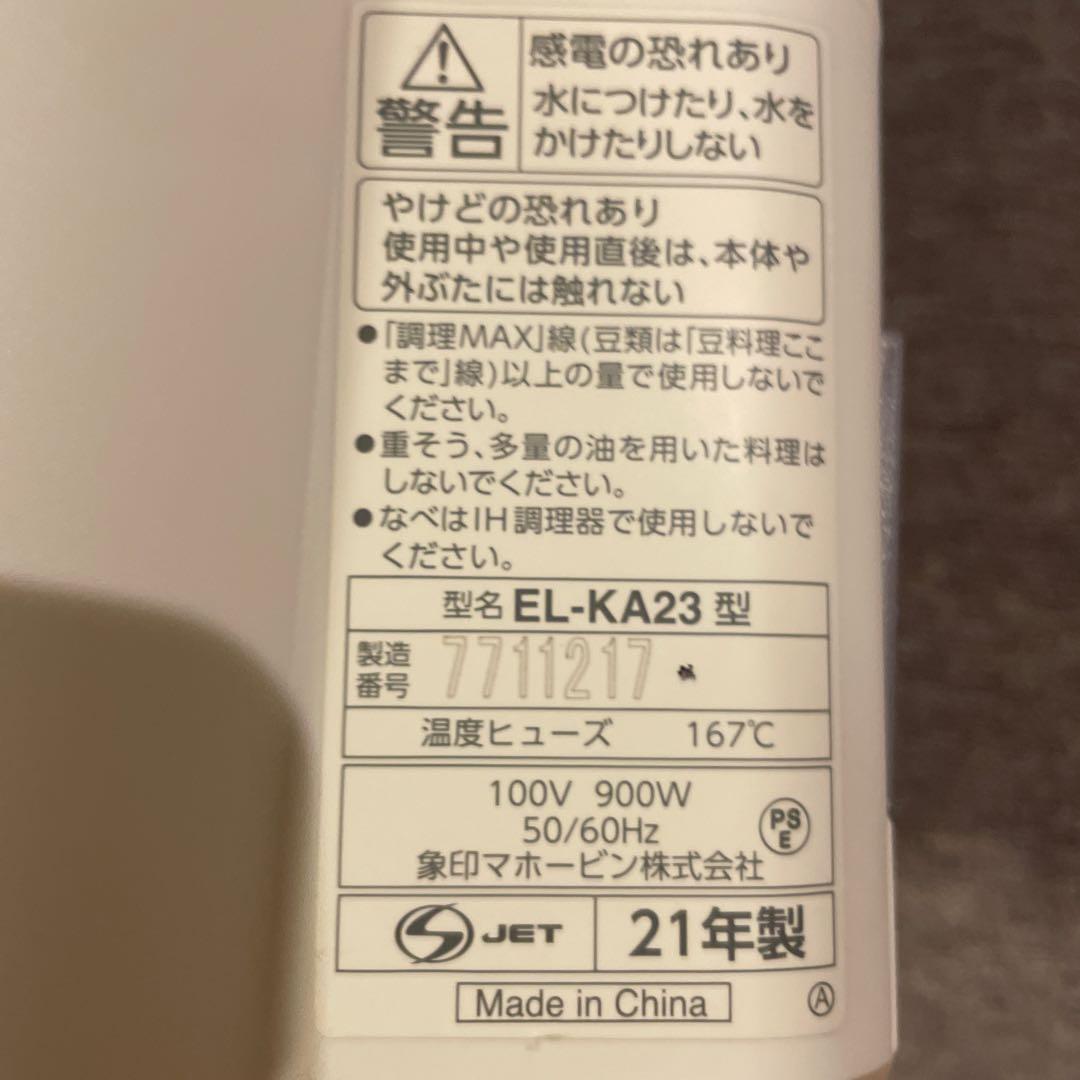 警告
感電の恐れあり
水につけたり、水を
かけたりしない
やけどの恐れあり
使用中や使用直後は、本体や
外ぶたには触れない
●「調理MAX」線(豆類は「豆料理ここ
まで」線)以上の量で使用しないで
ください。
●重そう、多量の油を用いた料理は
しないでください。
●なべはIH調理器で使用しないで
ください。
型名 EL-KA23 型
製造
番号 7711217
温度ヒューズ 167℃
100V 900W
50/60Hz
象印マホービン株式会社
PS
E
S JET
21年製
Made in China
Ⓐ